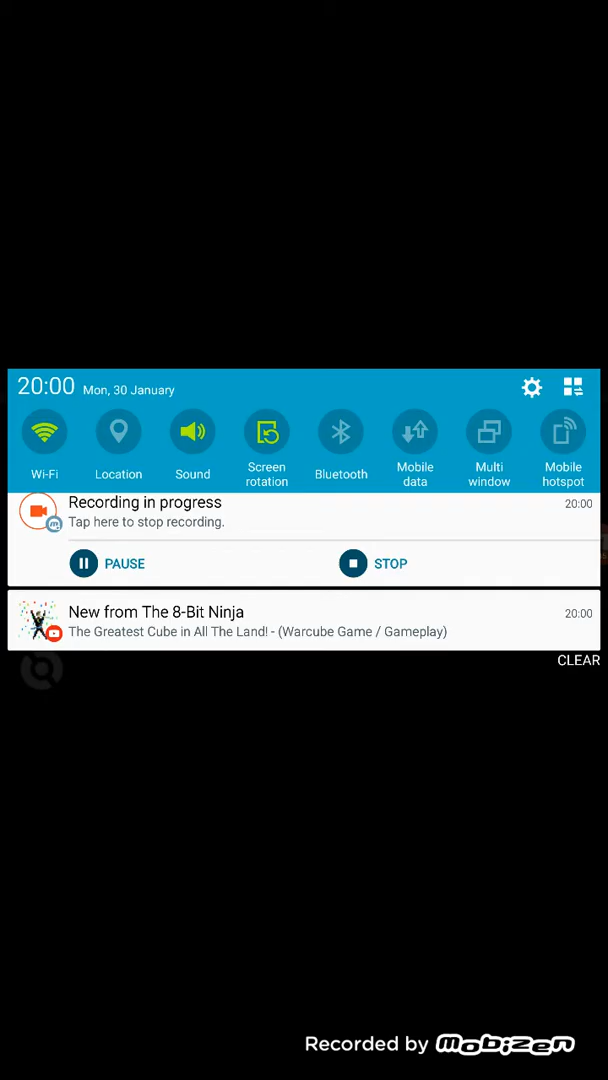 20:00 Mon, 30 January
Wi-Fi
Location
Sound
Screen
rotation
Bluetooth
Mobile
data
Multi
window
Mobile
hotspot
Recording in progress 20:00
Tap here to stop recording.
PAUSE STOP
New from The 8-Bit Ninja 20:00
The Greatest Cube in All The Land! - (Warcube Game / Gameplay)
CLEAR
Recorded by mobizen